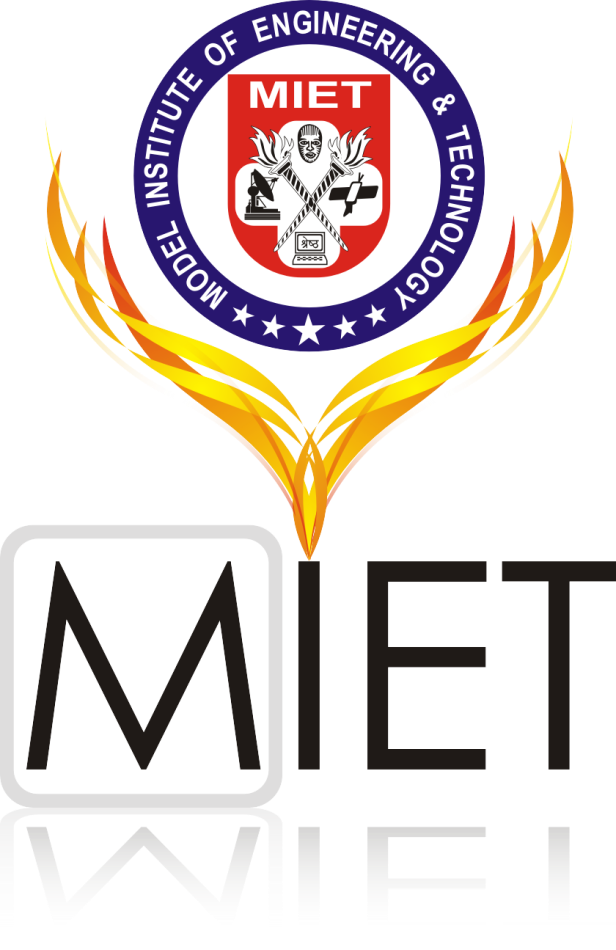 MODEL INSTITUTE OF ENGINEERING & TECHNOLOGY
MIET
श्रेष्ठ
MIET